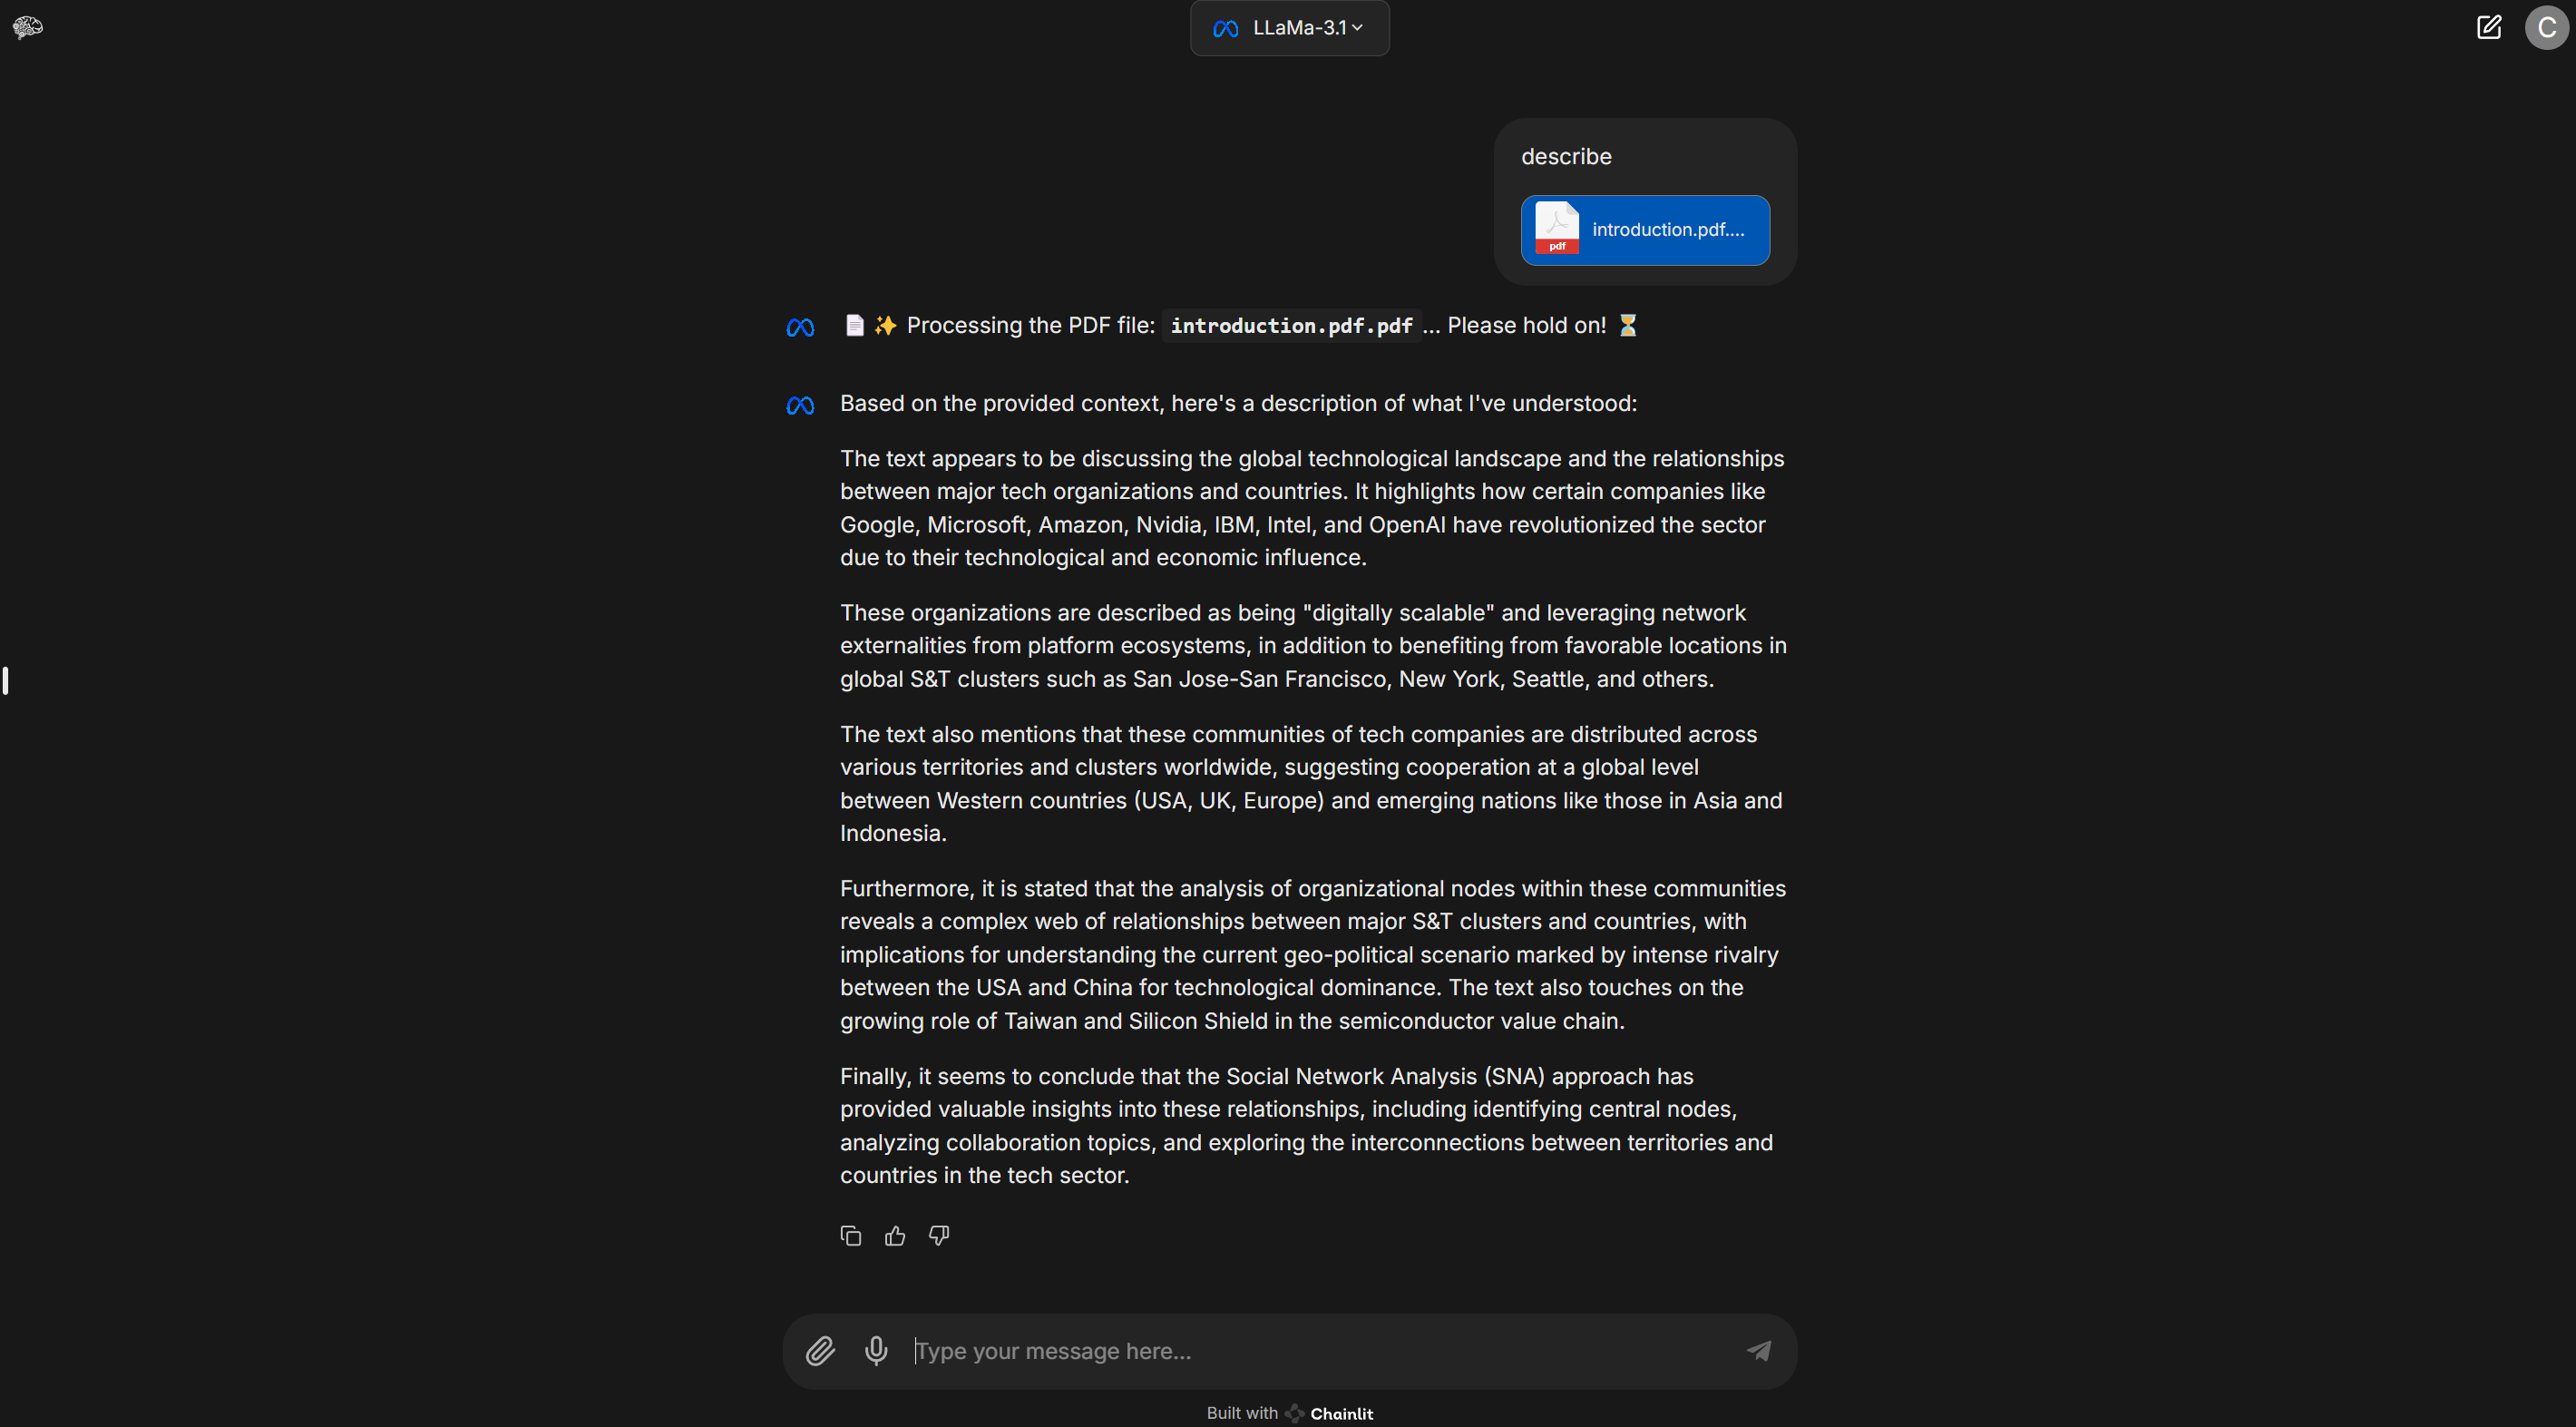 LLaMa-3.1
C
describe
pdf
introduction.pdf....
Processing the PDF file: introduction.pdf.pdf ... Please hold on!
Based on the provided context, here's a description of what I've understood:
The text appears to be discussing the global technological landscape and the relationships
between major tech organizations and countries. It highlights how certain companies like
Google, Microsoft, Amazon, Nvidia, IBM, Intel, and OpenAI have revolutionized the sector
due to their technological and economic influence.
These organizations are described as being "digitally scalable" and leveraging network
externalities from platform ecosystems, in addition to benefiting from favorable locations in
global S&T clusters such as San Jose-San Francisco, New York, Seattle, and others.
The text also mentions that these communities of tech companies are distributed across
various territories and clusters worldwide, suggesting cooperation at a global level
between Western countries (USA, UK, Europe) and emerging nations like those in Asia and
Indonesia.
Furthermore, it is stated that the analysis of organizational nodes within these communities
reveals a complex web of relationships between major S&T clusters and countries, with
implications for understanding the current geo-political scenario marked by intense rivalry
between the USA and China for technological dominance. The text also touches on the
growing role of Taiwan and Silicon Shield in the semiconductor value chain.
Finally, it seems to conclude that the Social Network Analysis (SNA) approach has
provided valuable insights into these relationships, including identifying central nodes,
analyzing collaboration topics, and exploring the interconnections between territories and
countries in the tech sector.
Type your message here...
Built with Chainlit